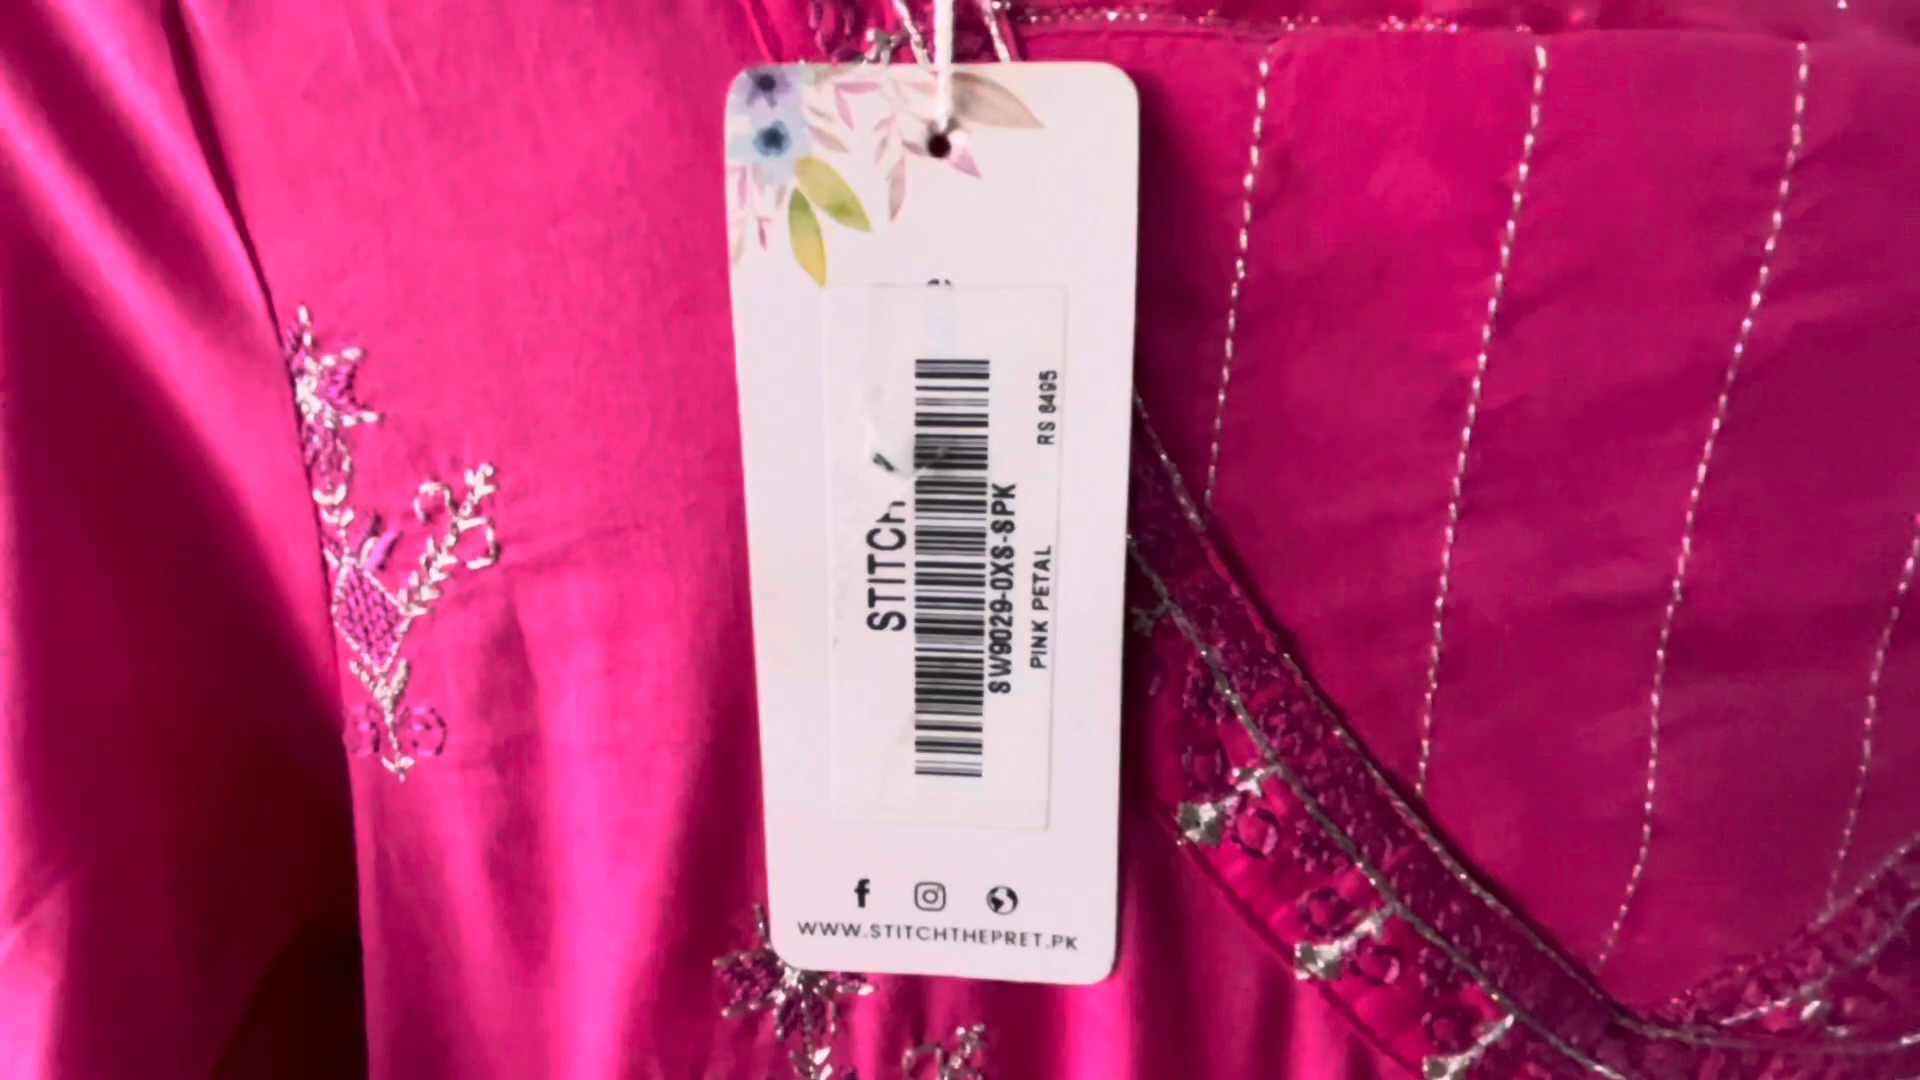 STITCH
SW9029-0XS-SPK
PINK PETAL
RS 8495
WWW.STITCHTHEPRET.PK